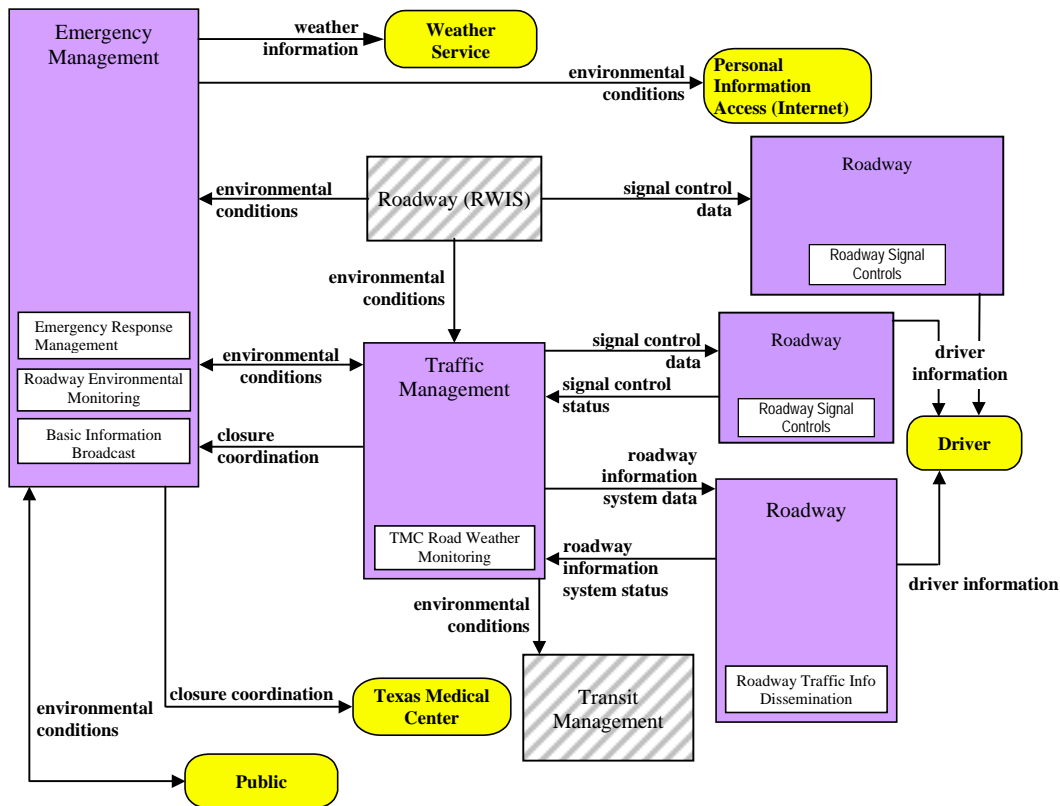 Emergency
Management
weather
information
Weather
Service
environmental
conditions
Personal
Information
Access (Internet)
environmental
conditions
Roadway (RWIS)
signal control
data
Roadway
Roadway Signal
Controls
environmental
conditions
Emergency Response
Management
Roadway Environmental
Monitoring
Basic Information
Broadcast
environmental
conditions
closure
coordination
Traffic
Management
TMC Road Weather
Monitoring
signal control
data
signal control
status
Roadway
Roadway Signal
Controls
driver
information
Driver
roadway
information
system data
roadway
information
system status
Roadway
Roadway Traffic Info
Dissemination
driver information
environmental
conditions
Transit
Management
closure coordination
Texas Medical
Center
environmental
conditions
Public